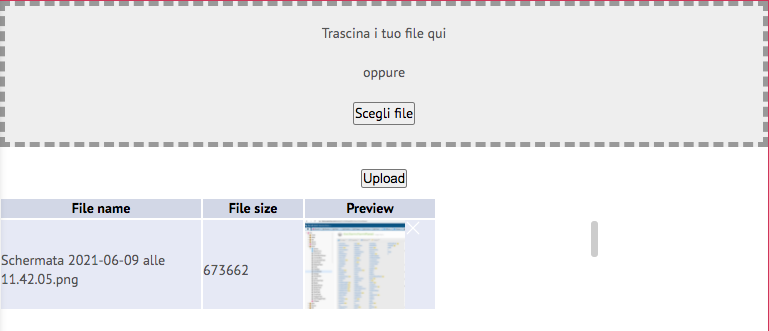 Trascina i tuo file qui
oppure
Scegli file
Upload
File name File size Preview
Schermata 2021-06-09 alle
11.42.05.png
673662